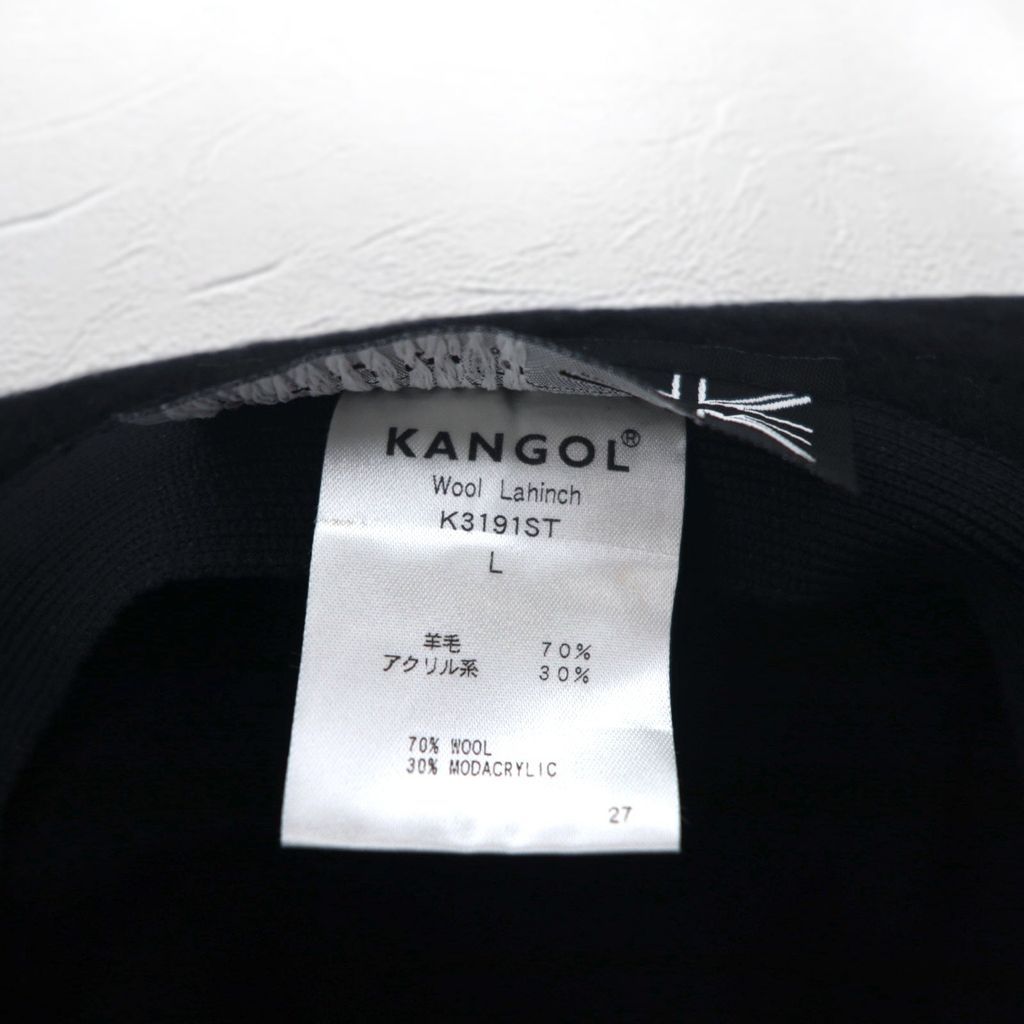 KANGOL®
Wool Lahinch
K3191ST
L
羊毛 70%
アクリル系 30%
70% WOOL
30% MODACRYLIC
27